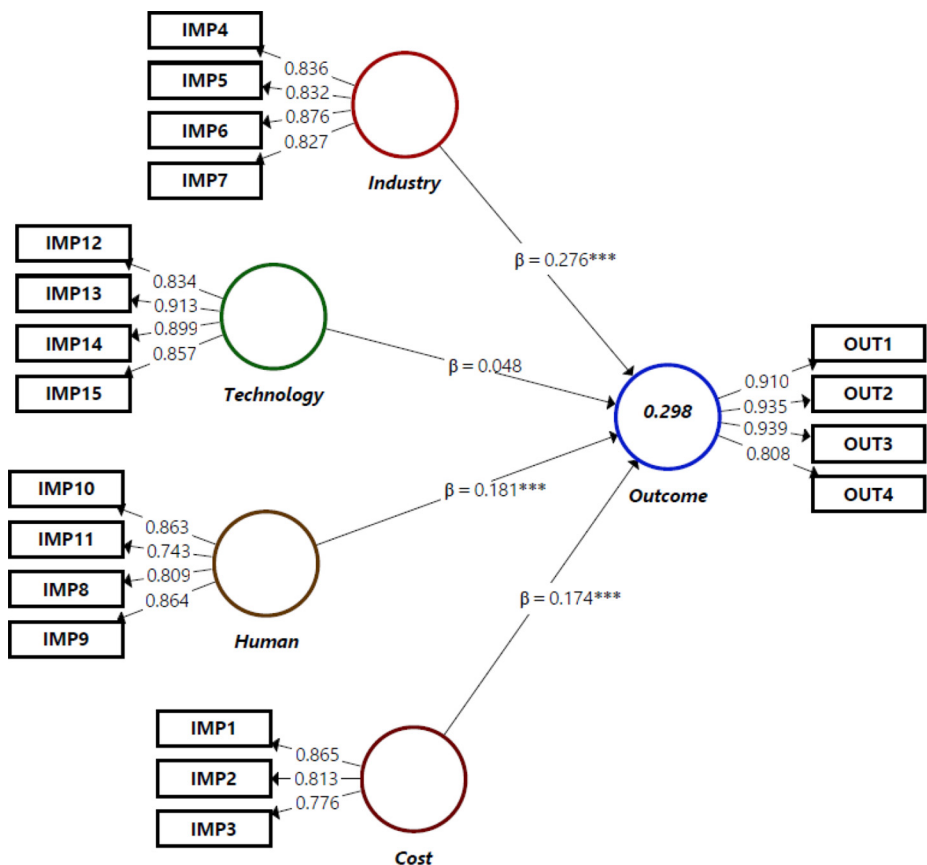 IMP4
0.836
IMP5
0.832
IMP6
0.876
IMP7
0.827
Industry
β = 0.276***
IMP12
0.834
IMP13
0.913
IMP14
0.899
IMP15
0.857
Technology
β = 0.048
0.298
Outcome
OUT1
0.910
OUT2
0.935
OUT3
0.939
OUT4
0.808
IMP10
0.863
IMP11
0.743
IMP8
0.809
IMP9
0.864
Human
β = 0.181***
β = 0.174***
IMP1
0.865
IMP2
0.813
IMP3
0.776
Cost